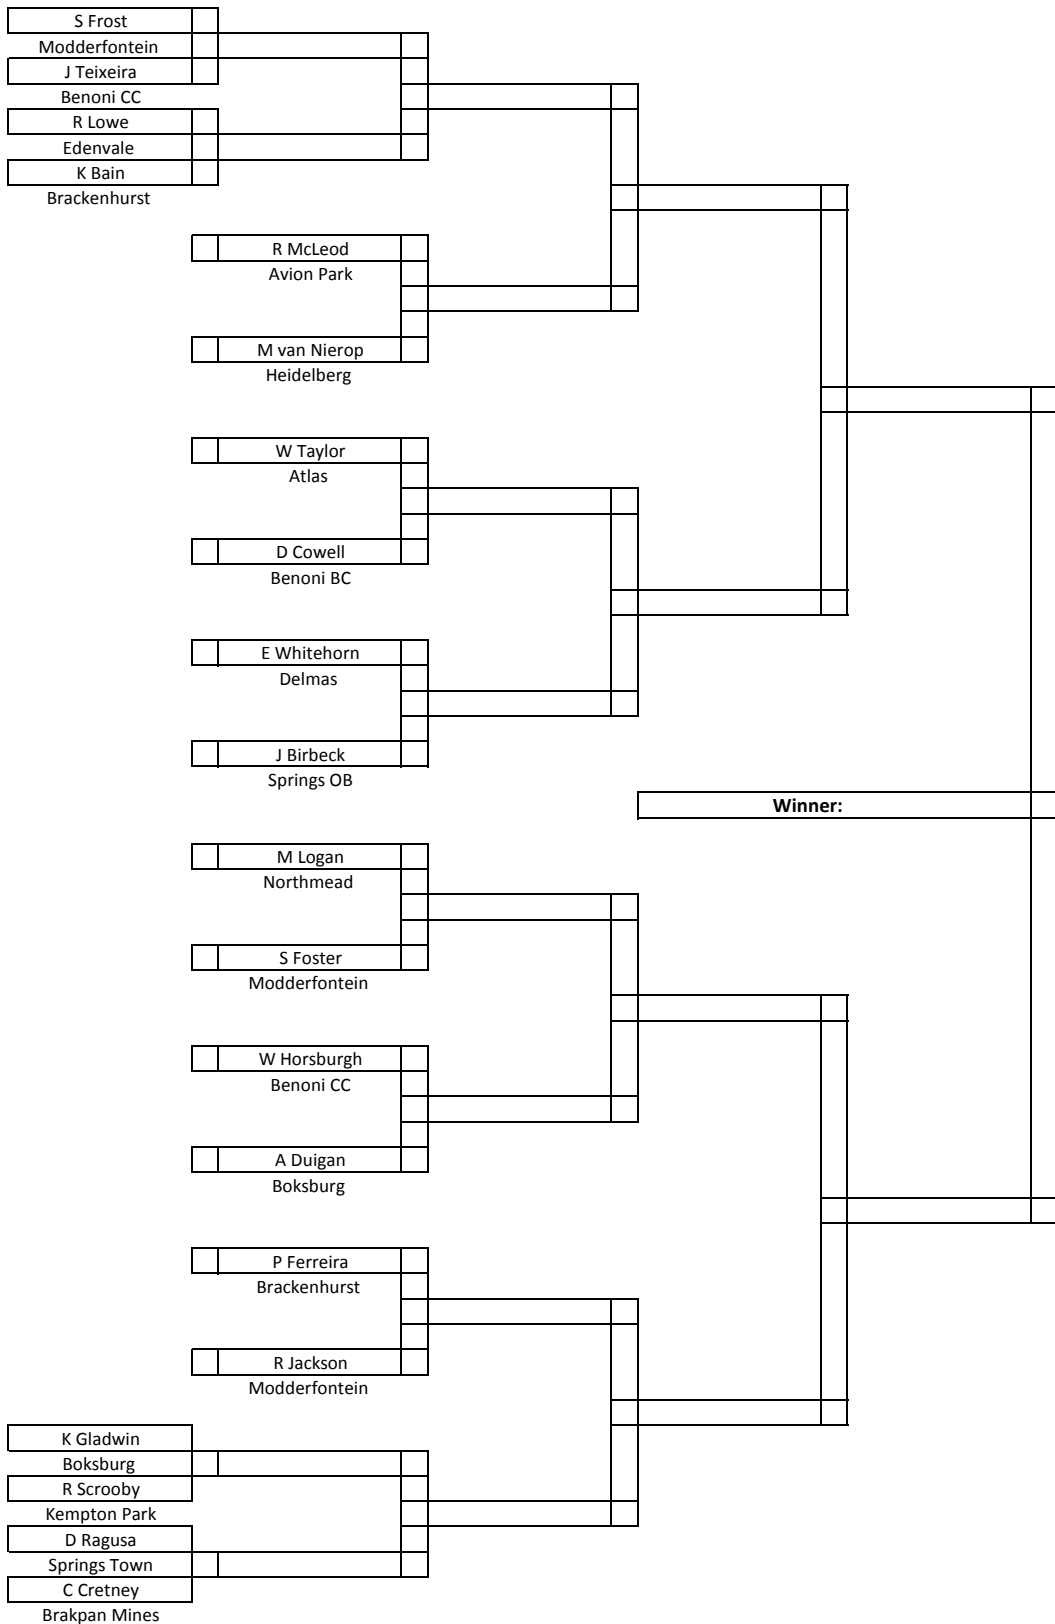 S Frost
Modderfontein
J Teixeira
Benoni CC
R Lowe
Edenvale
K Bain
Brackenhurst
R McLeod
Avion Park
M van Nierop
Heidelberg
W Taylor
Atlas
D Cowell
Benoni BC
E Whitehorn
Delmas
J Birbeck
Springs OB
Winner:
M Logan
Northmead
S Foster
Modderfontein
W Horsburgh
Benoni CC
A Duigan
Boksburg
P Ferreira
Brackenhurst
R Jackson
Modderfontein
K Gladwin
Boksburg
R Scrooby
Kempton Park
D Ragusa
Springs Town
C Cretney
Brakpan Mines